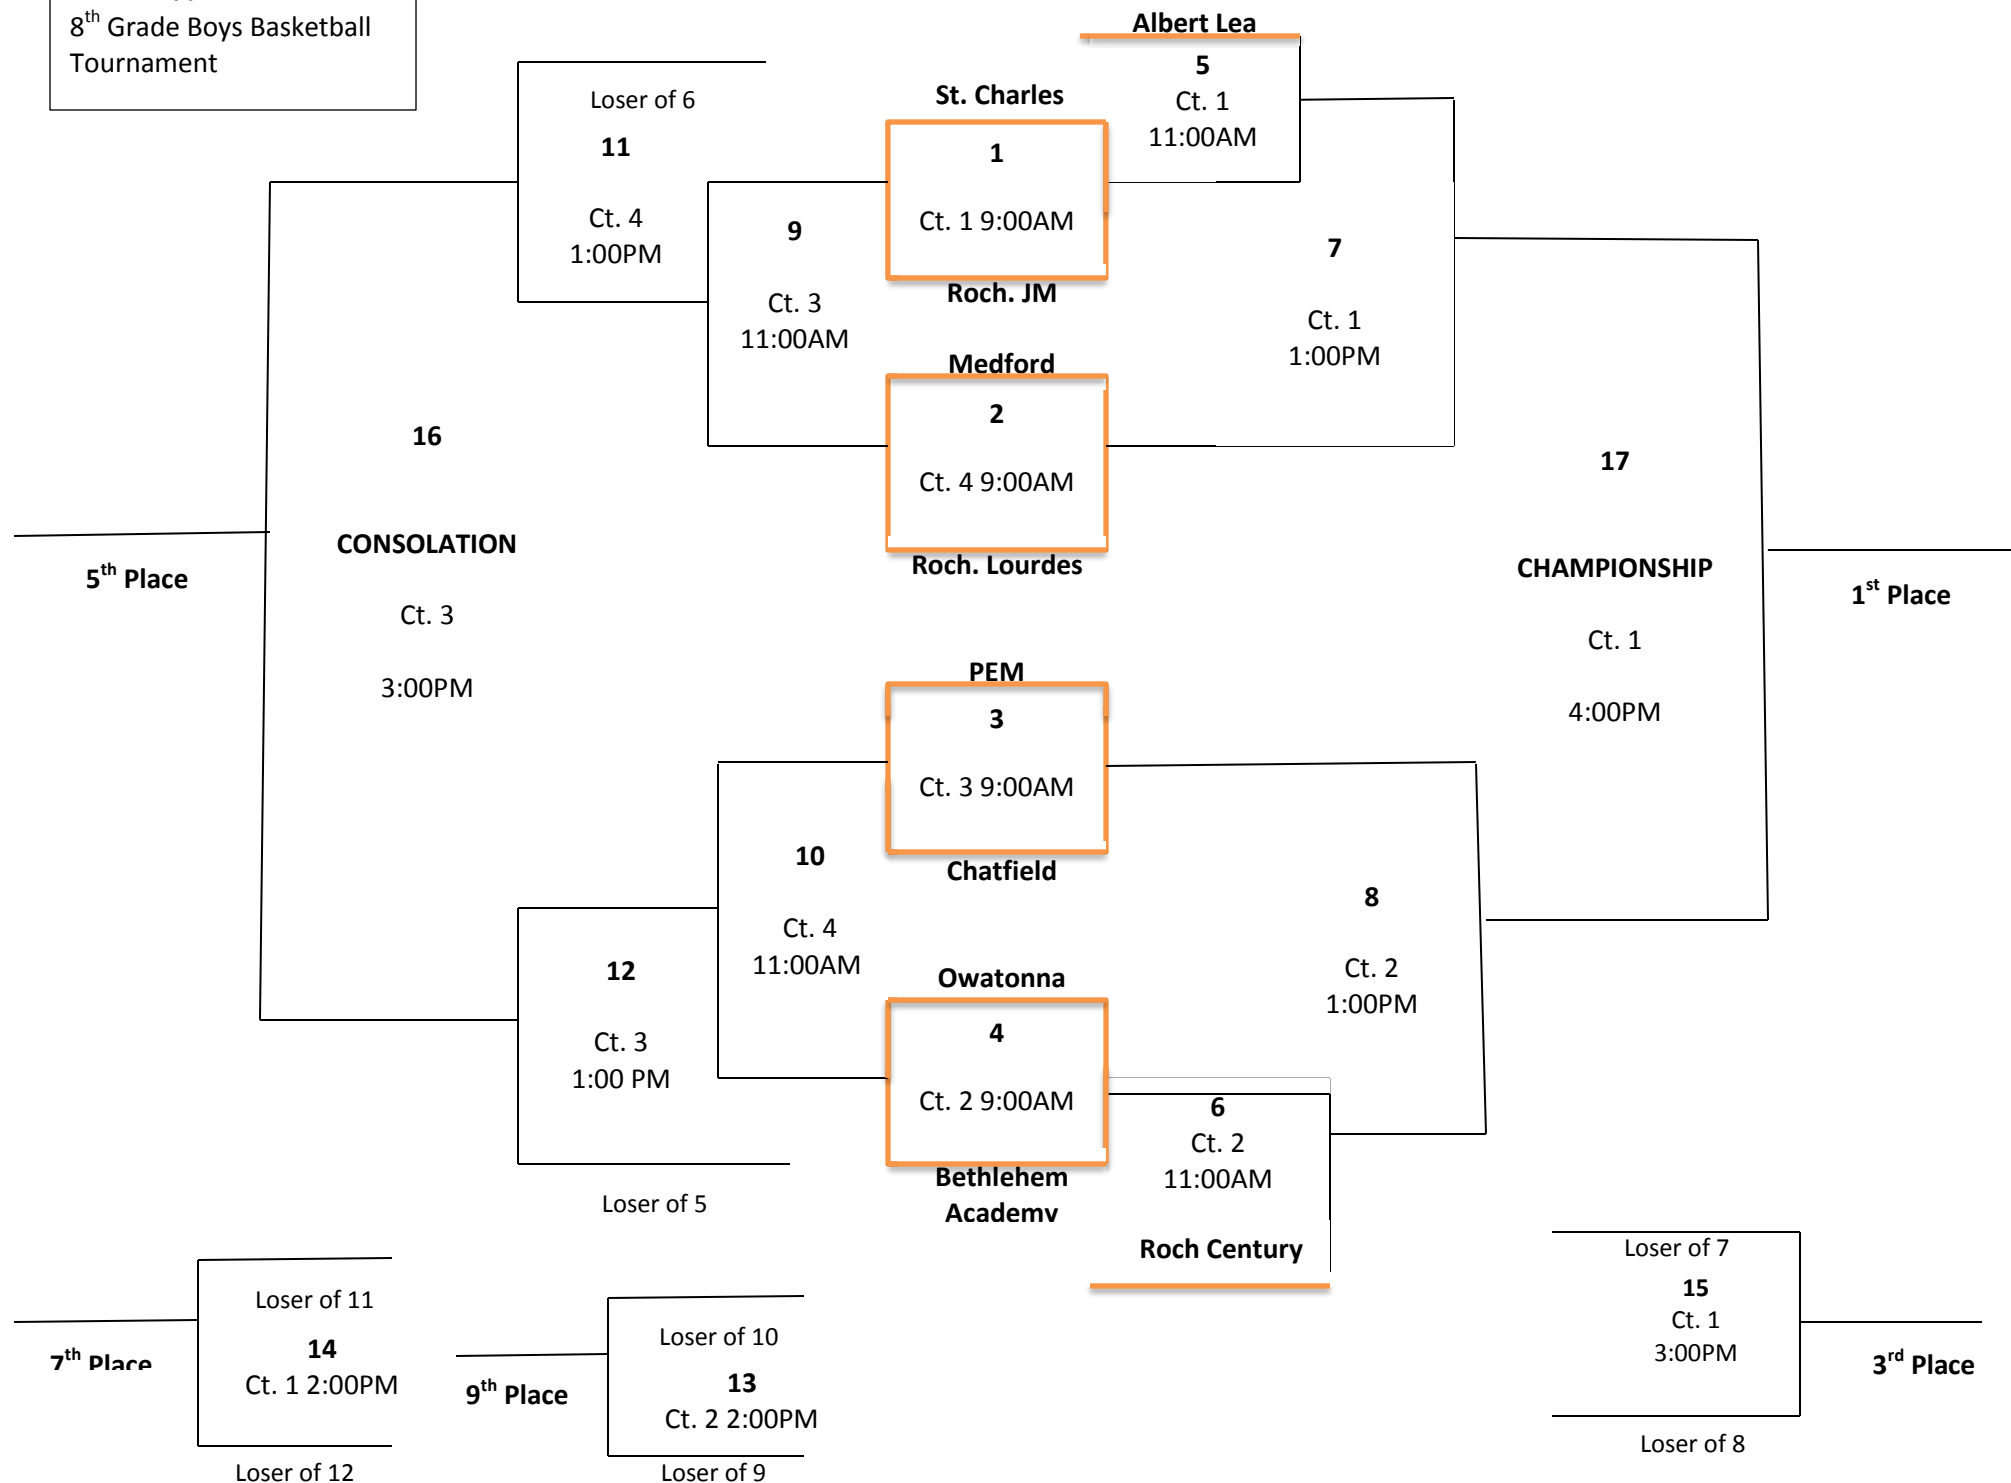 8th Grade Boys Basketball
Tournament
Albert Lea
5
Ct. 1
11:00AM
Loser of 6
11
Ct. 4
1:00PM
St. Charles
1
Ct. 1 9:00AM
Roch. JM
9
Ct. 3
11:00AM
7
Ct. 1
1:00PM
Medford
2
Ct. 4 9:00AM
Roch. Lourdes
16
CONSOLATION
Ct. 3
3:00PM
5th Place
17
CHAMPIONSHIP
Ct. 1
4:00PM
1st Place
PEM
3
Ct. 3 9:00AM
Chatfield
10
Ct. 4
11:00AM
8
Ct. 2
1:00PM
12
Ct. 3
1:00 PM
Loser of 5
Owatonna
4
Ct. 2 9:00AM
Bethlehem
Academy
6
Ct. 2
11:00AM
Roch Century
Loser of 11
14
Ct. 1 2:00PM
Loser of 12
7th Place
Loser of 10
13
Ct. 2 2:00PM
Loser of 9
9th Place
Loser of 7
15
Ct. 1
3:00PM
Loser of 8
3rd Place